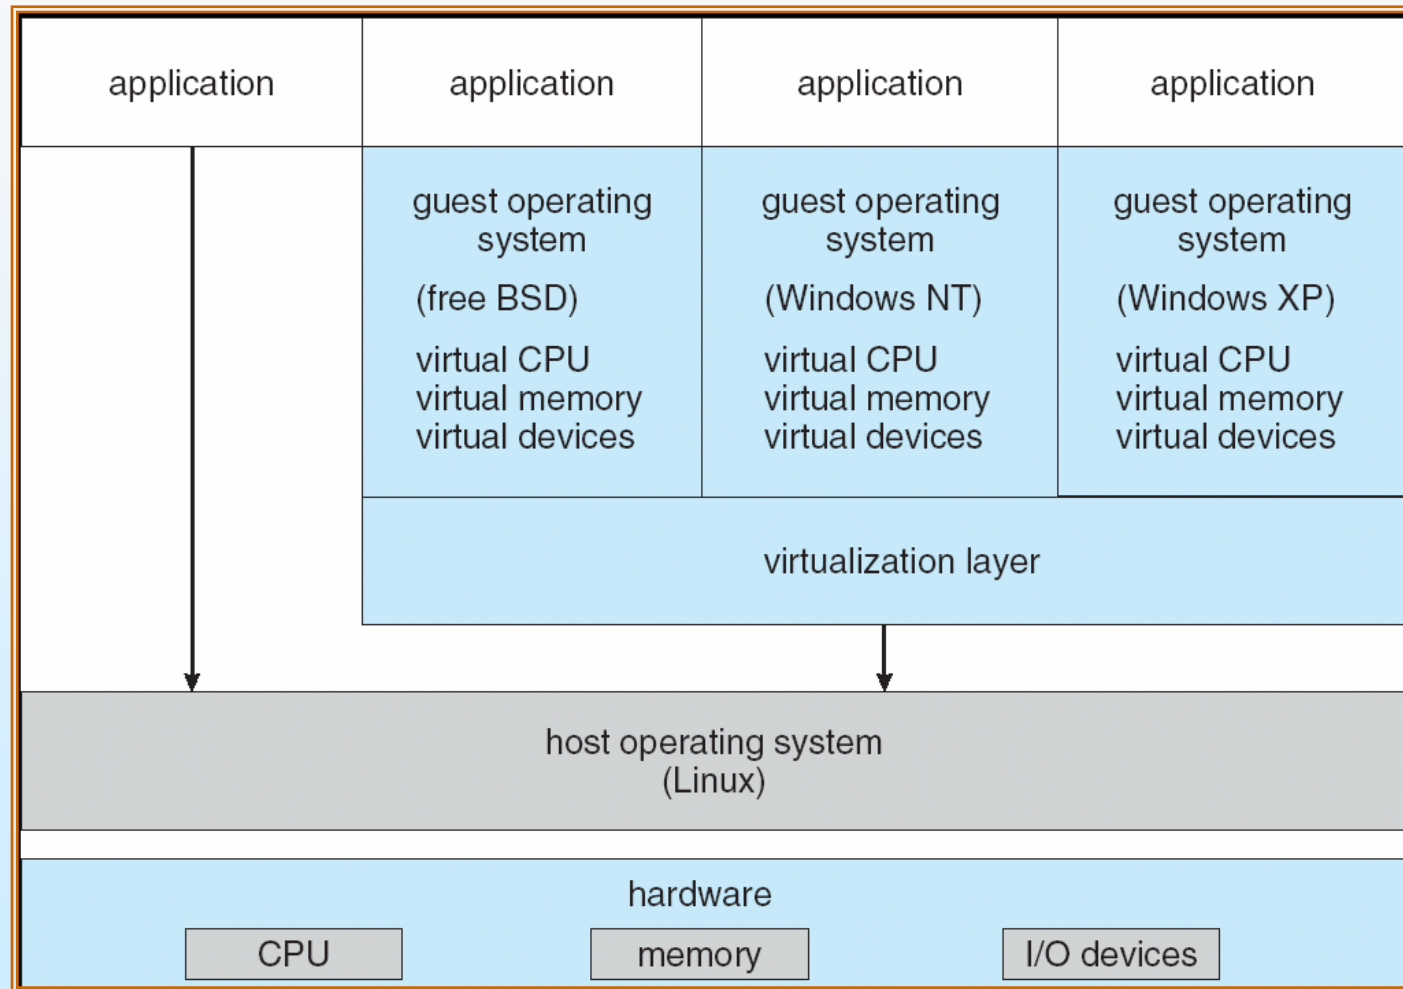 application
application
application
application
guest operating
system
(free BSD)
virtual CPU
virtual memory
virtual devices
guest operating
system
(Windows NT)
virtual CPU
virtual memory
virtual devices
guest operating
system
(Windows XP)
virtual CPU
virtual memory
virtual devices
virtualization layer
host operating system
(Linux)
hardware
CPU
memory
I/O devices